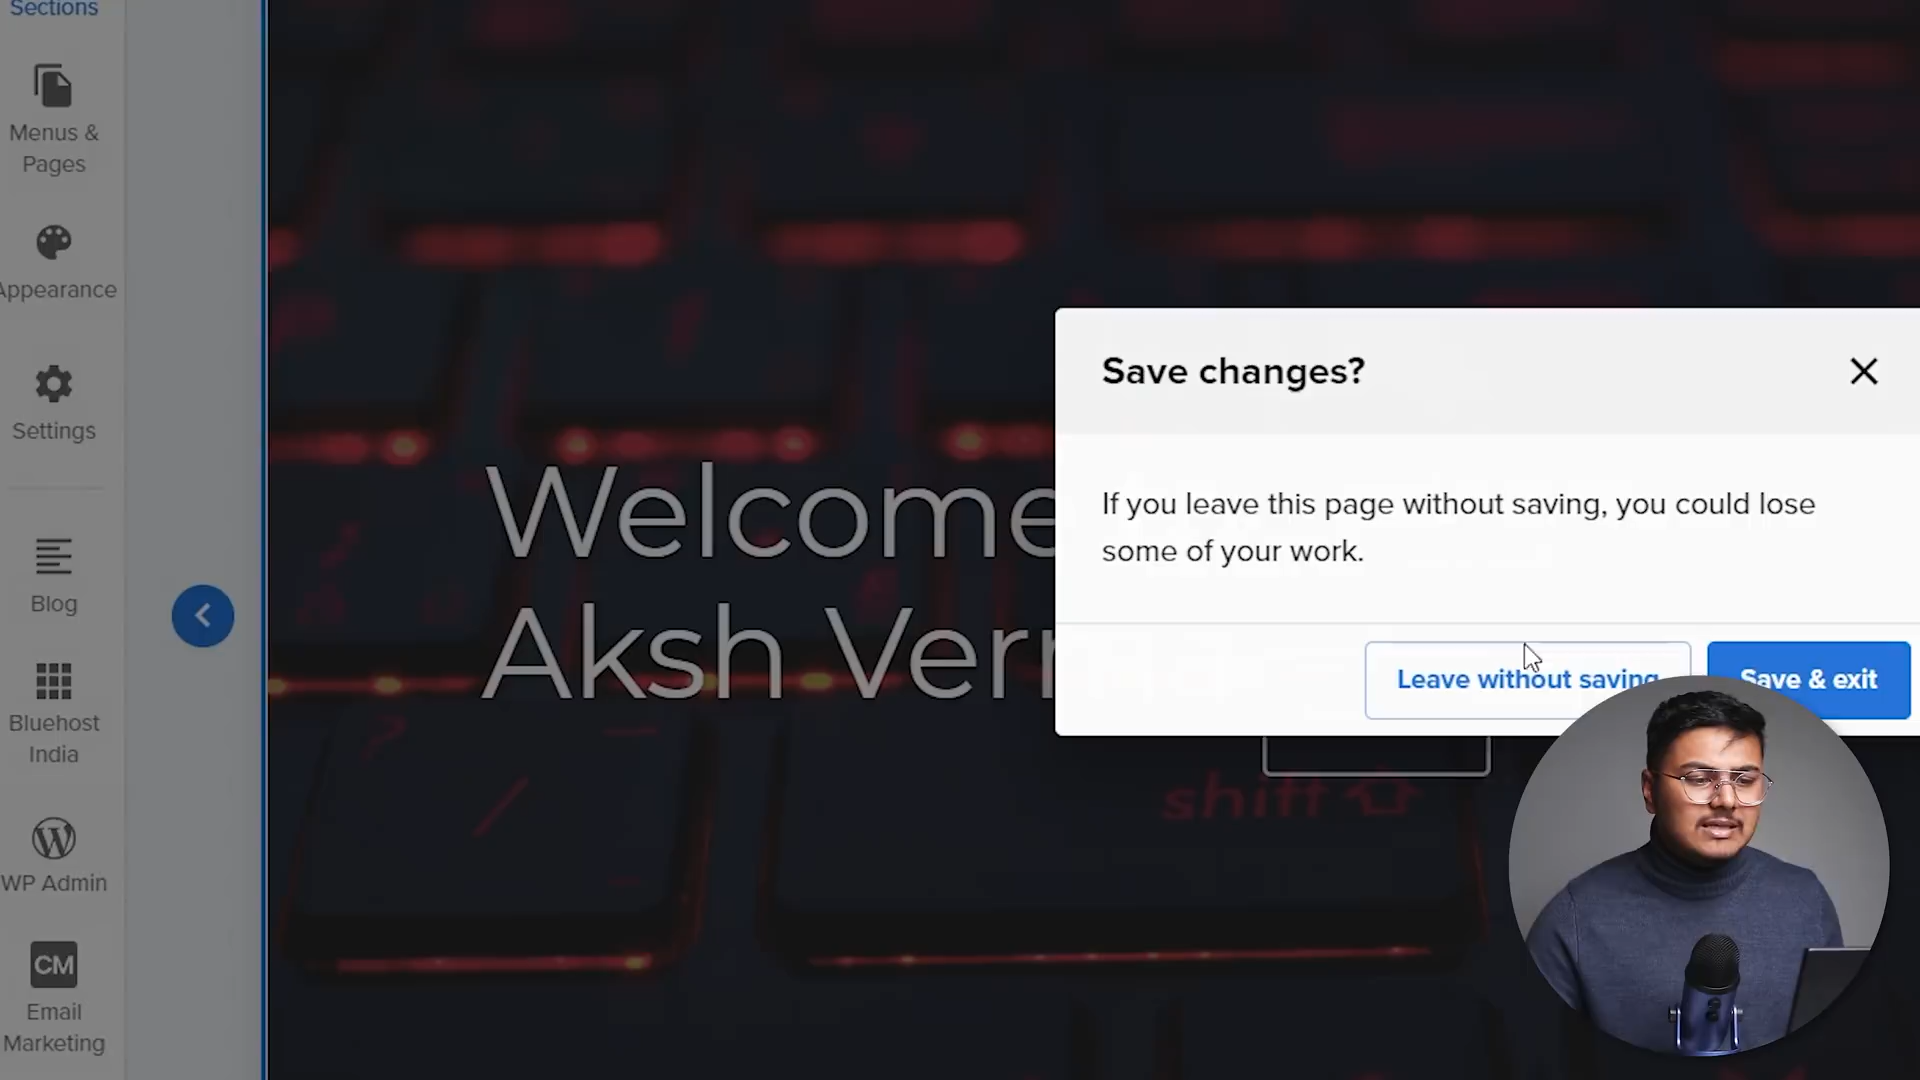 Sections
Menus &
Pages
Appearance
Settings
Blog
Bluehost
India
WP Admin
CM
Email
Marketing
Welcome
Aksh Ver
shift
Save changes?
If you leave this page without saving, you could lose
some of your work.
Leave without saving
Save & exit